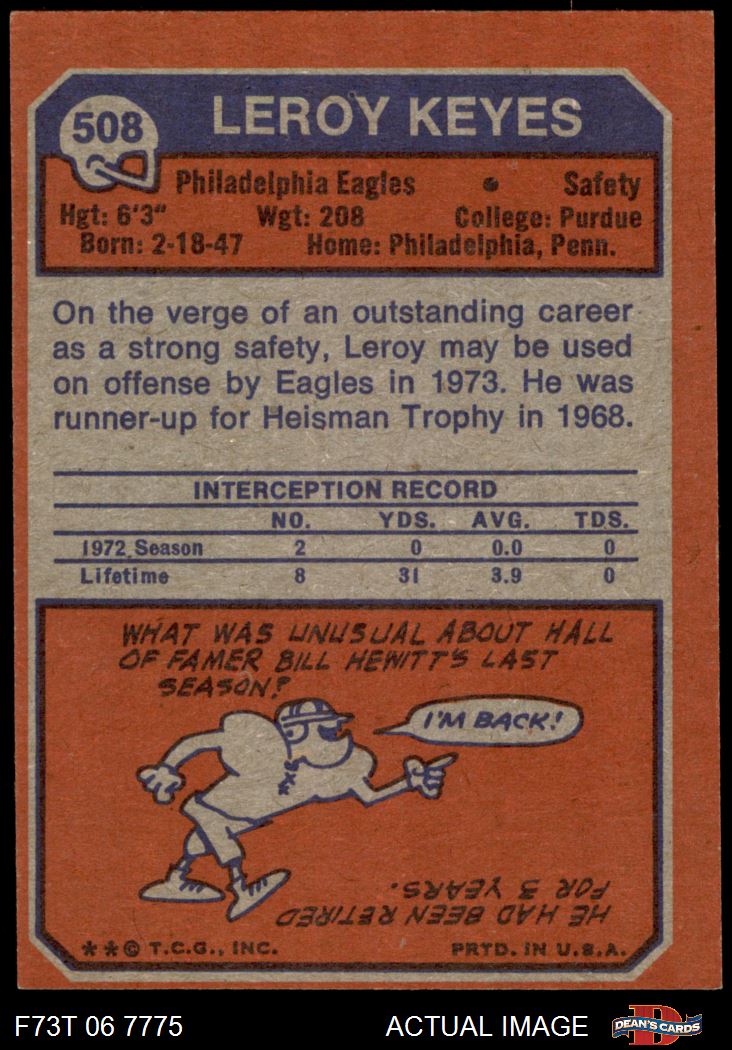 508
LEROY KEYES
Philadelphia Eagles • Safety
Hgt: 6'3" Wgt: 208 College: Purdue
Born: 2-18-47 Home: Philadelphia, Penn.
On the verge of an outstanding career
as a strong safety, Leroy may be used
on offense by Eagles in 1973. He was
runner-up for Heisman Trophy in 1968.
INTERCEPTION RECORD
NO. YDS. AVG. TDS.
1972 Season 2 0 0.0 0
Lifetime 8 31 3.9 0
WHAT WAS UNUSUAL ABOUT HALL
OF FAMER BILL HEWITT'S LAST
SEASON?
I'M BACK!
HE HAD BEEN RETIRED
FOR 3 YEARS.
**© T.C.G., INC. PRTD. IN U.S.A.
F73T 06 7775 ACTUAL IMAGE D DEAN'S CARDS